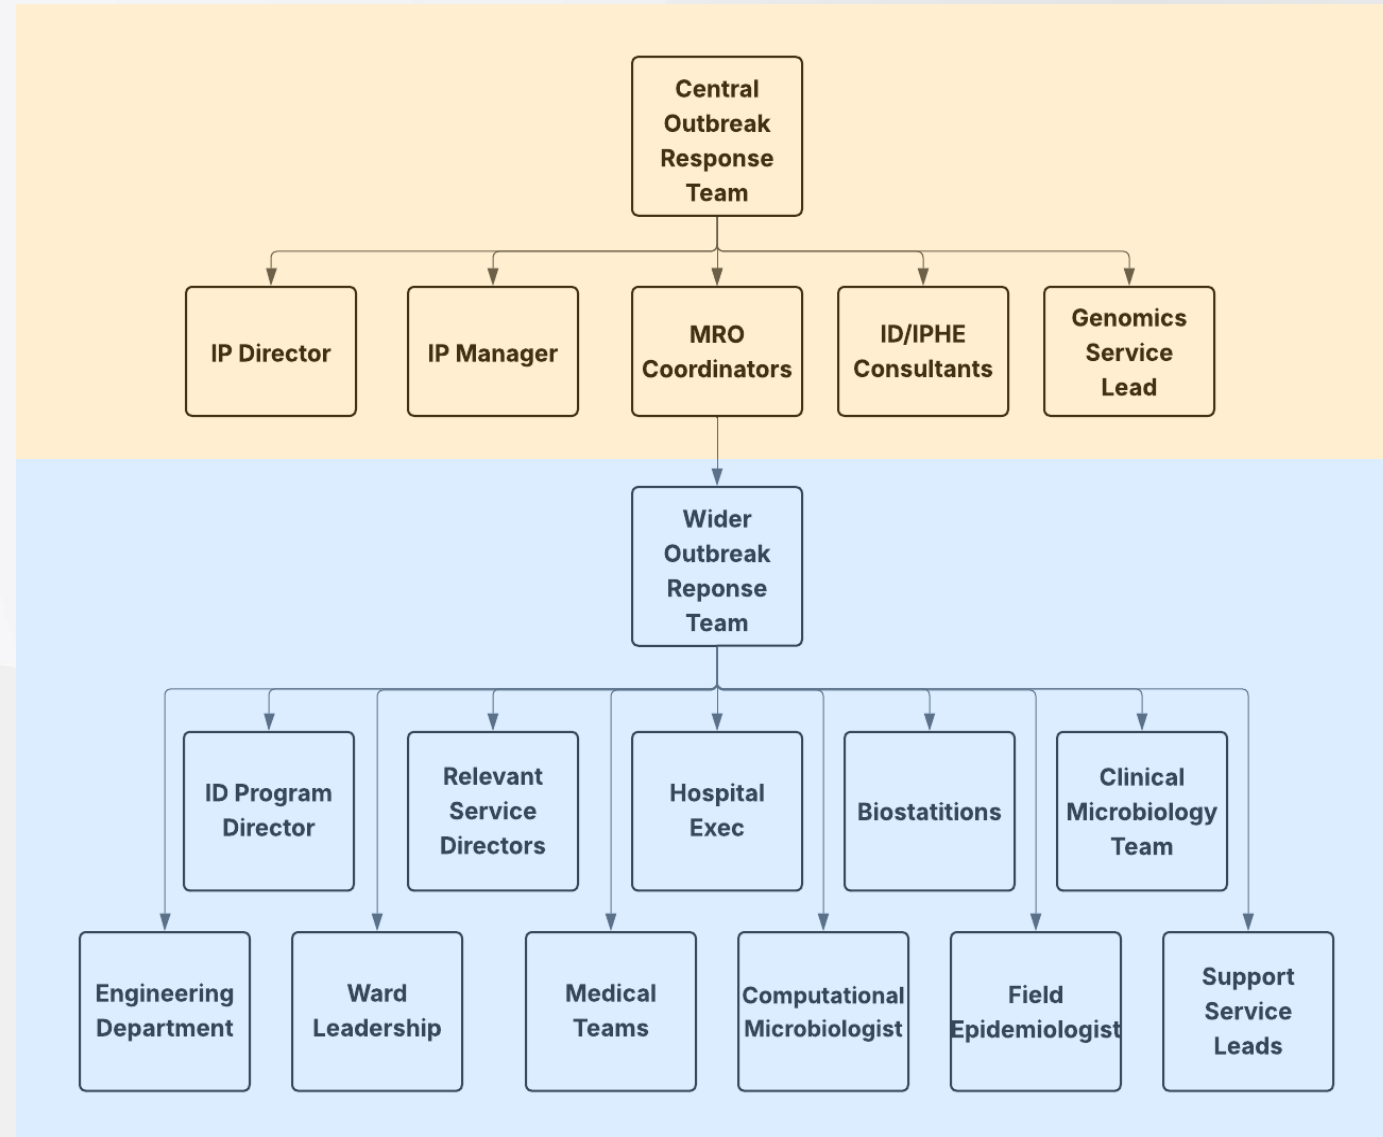 Central
Outbreak
Response
Team
IP Director
IP Manager
MRO
Coordinators
ID/IPHE
Consultants
Genomics
Service
Lead
Wider
Outbreak
Reponse
Team
ID Program
Director
Relevant
Service
Directors
Hospital
Exec
Biostatitions
Clinical
Microbiology
Team
Engineering
Department
Ward
Leadership
Medical
Teams
Computational
Microbiologist
Field
Epidemiologist
Support
Service
Leads